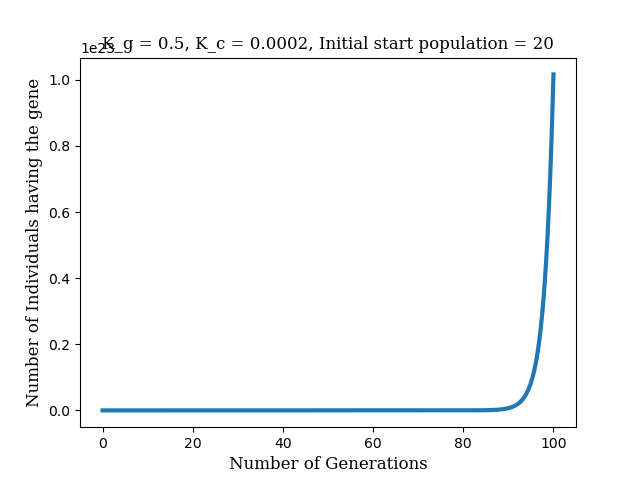 K_g = 0.5, K_c = 0.0002, Initial start population = 20
1e23
1.0
0.8
0.6
0.4
0.2
0.0
Number of Individuals having the gene
0 20 40 60 80 100
Number of Generations